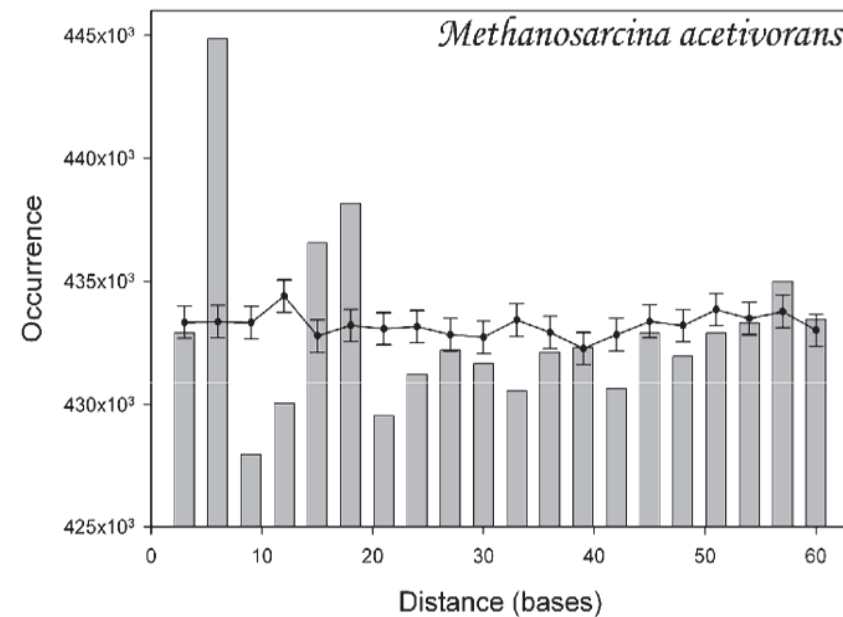 Methanosarcina acetivorans
445x10³
440x10³
435x10³
430x10³
425x10³
Occurrence
0 10 20 30 40 50 60
Distance (bases)